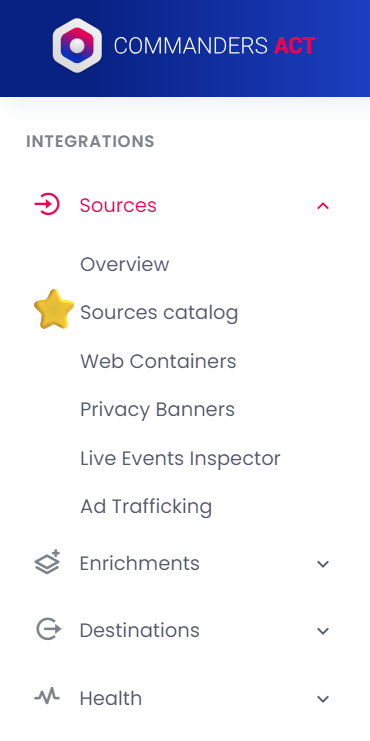 COMMANDERS ACT
INTEGRATIONS
Sources
Overview
Sources catalog
Web Containers
Privacy Banners
Live Events Inspector
Ad Trafficking
Enrichments
Destinations
Health